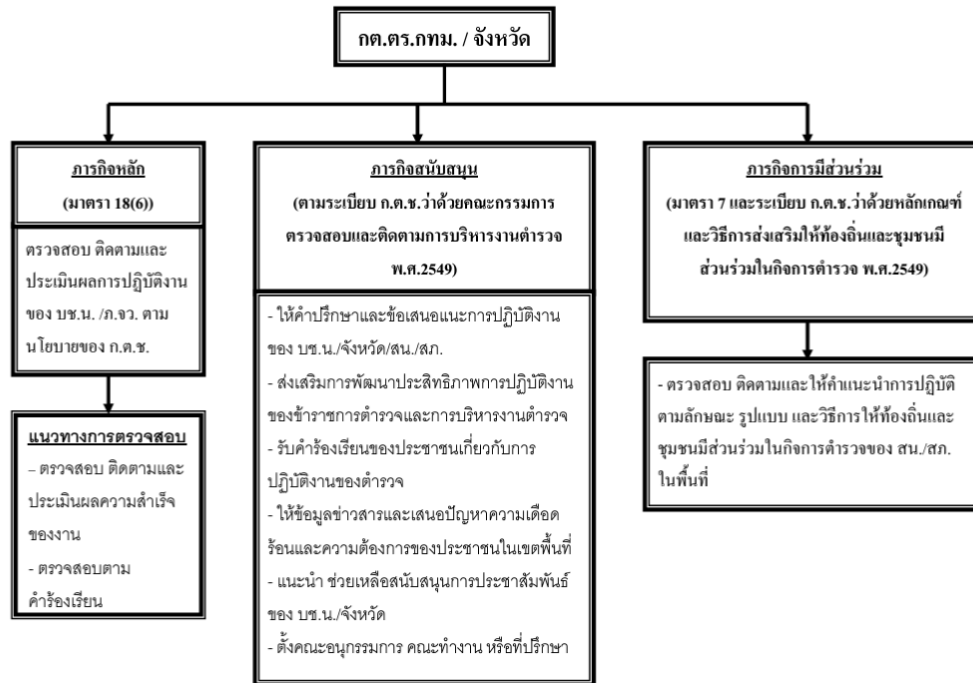 กต.ตร.กทม. / จังหวัด
ภารกิจหลัก
(มาตรา 18(6))
ตรวจสอบ ติดตามและ
ประเมินผลการปฏิบัติงาน
ของ บช.น. /ภ.จว. ตาม
นโยบายของ ก.ต.ช.
แนวทางการตรวจสอบ
– ตรวจสอบ ติดตามและ
ประเมินผลความสำเร็จ
ของงาน
- ตรวจสอบตาม
คำร้องเรียน
ภารกิจสนับสนุน
(ตามระเบียบ ก.ต.ช.ว่าด้วยคณะกรรมการ
ตรวจสอบและติดตามการบริหารงานตำรวจ
พ.ศ.2549)
- ให้คำปรึกษาและข้อเสนอแนะการปฏิบัติงาน
ของ บช.น./จังหวัด/สน./สภ.
- ส่งเสริมการพัฒนาประสิทธิภาพการปฏิบัติงาน
ของข้าราชการตำรวจและการบริหารงานตำรวจ
- รับคำร้องเรียนของประชาชนเกี่ยวกับการ
ปฏิบัติงานของตำรวจ
- ให้ข้อมูลข่าวสารและเสนอปัญหาความเดือด
ร้อนและความต้องการของประชาชนในเขตพื้นที่
- แนะนำ ช่วยเหลือสนับสนุนการประชาสัมพันธ์
ของ บช.น./จังหวัด
- ตั้งคณะอนุกรรมการ คณะทำงาน หรือที่ปรึกษา
ภารกิจการมีส่วนร่วม
(มาตรา 7 และระเบียบ ก.ต.ช.ว่าด้วยหลักเกณฑ์
และวิธีการส่งเสริมให้ท้องถิ่นและชุมชนมี
ส่วนร่วมในกิจการตำรวจ พ.ศ.2549)
- ตรวจสอบ ติดตามและให้คำแนะนำการปฏิบัติ
ตามลักษณะ รูปแบบ และวิธีการให้ท้องถิ่นและ
ชุมชนมีส่วนร่วมในกิจการตำรวจของ สน./สภ.
ในพื้นที่